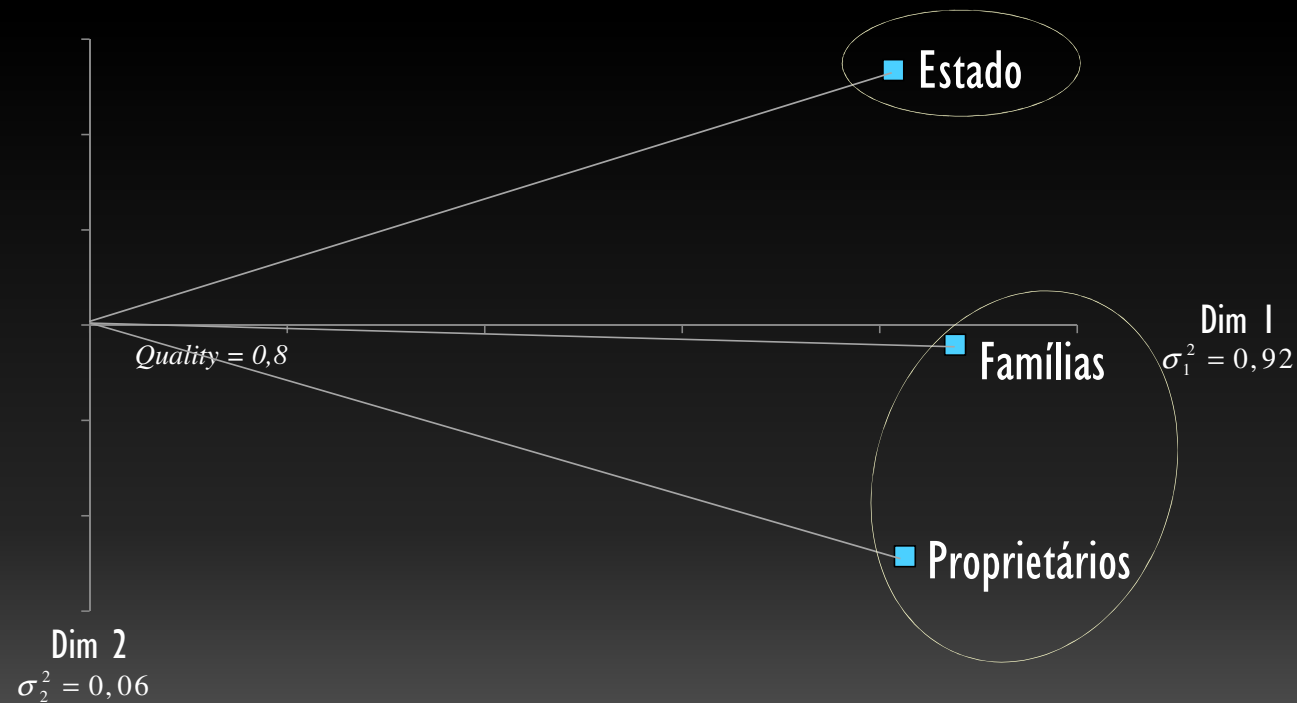 Estado
Dim 1
σ₁² = 0,92
Quality = 0,8
Famílias
Proprietários
Dim 2
σ₂² = 0,06